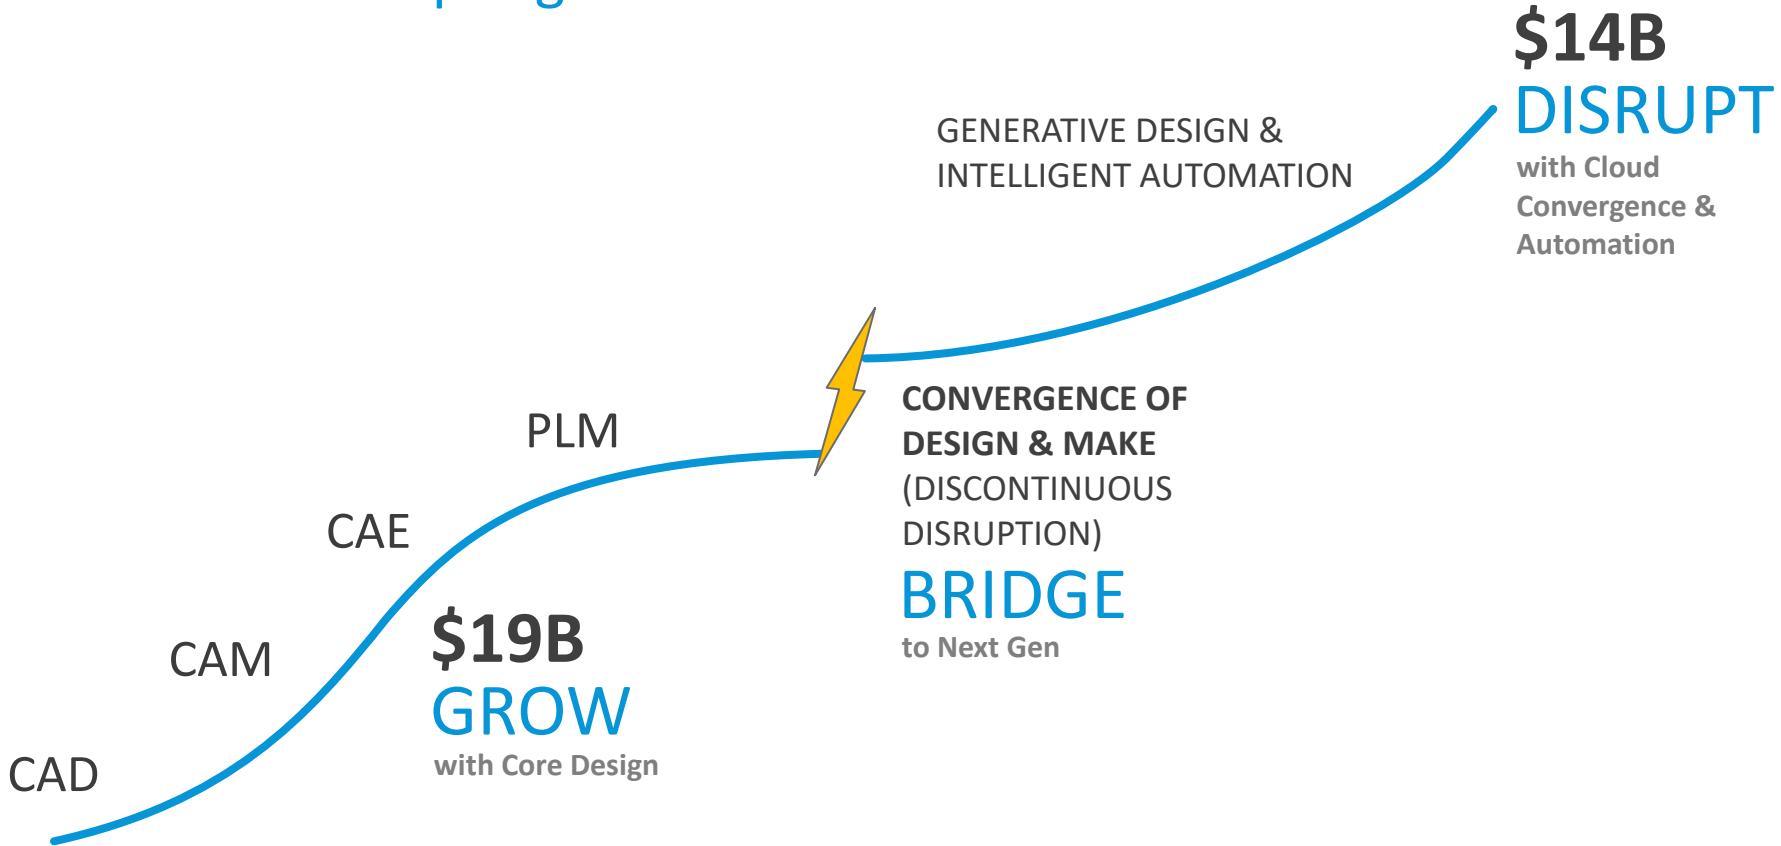 $14B
DISRUPT
with Cloud
Convergence &
Automation
GENERATIVE DESIGN &
INTELLIGENT AUTOMATION
CONVERGENCE OF
DESIGN & MAKE
(DISCONTINUOUS
DISRUPTION)
BRIDGE
to Next Gen
PLM
CAE
CAM
CAD
$19B
GROW
with Core Design